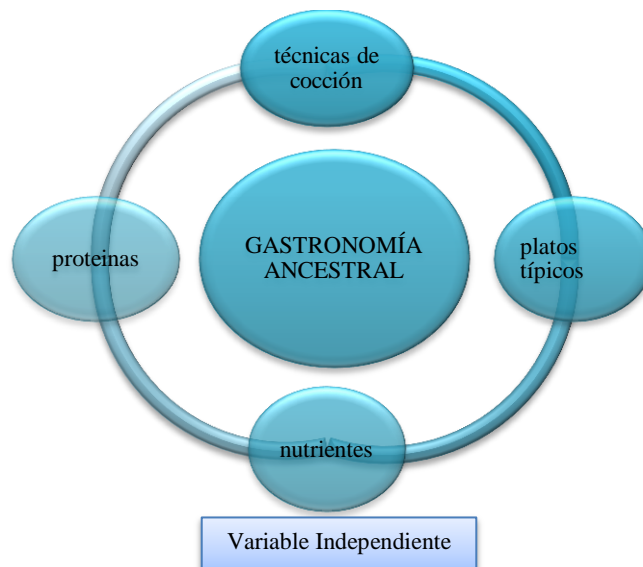 técnicas de
cocción
proteinas
GASTRONOMÍA
ANCESTRAL
platos
típicos
nutrientes
Variable Independiente